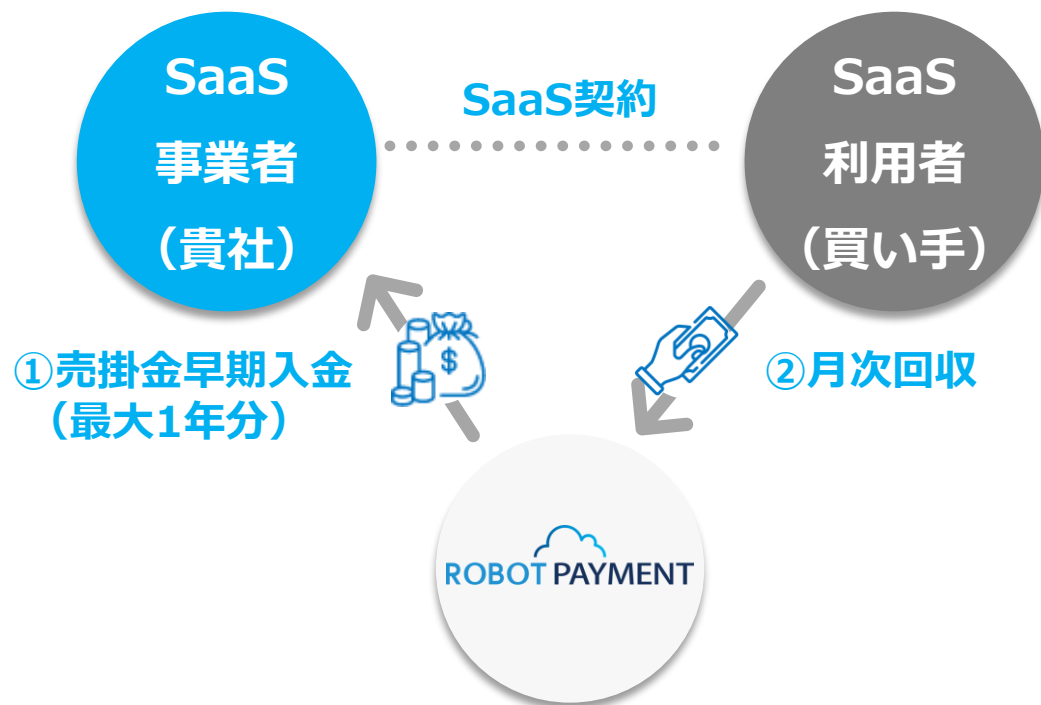 SaaS
事業者
（貴社）
SaaS契約
SaaS
利用者
（買い手）
①売掛金早期入金
（最大1年分）
$
②月次回収
ROBOT PAYMENT